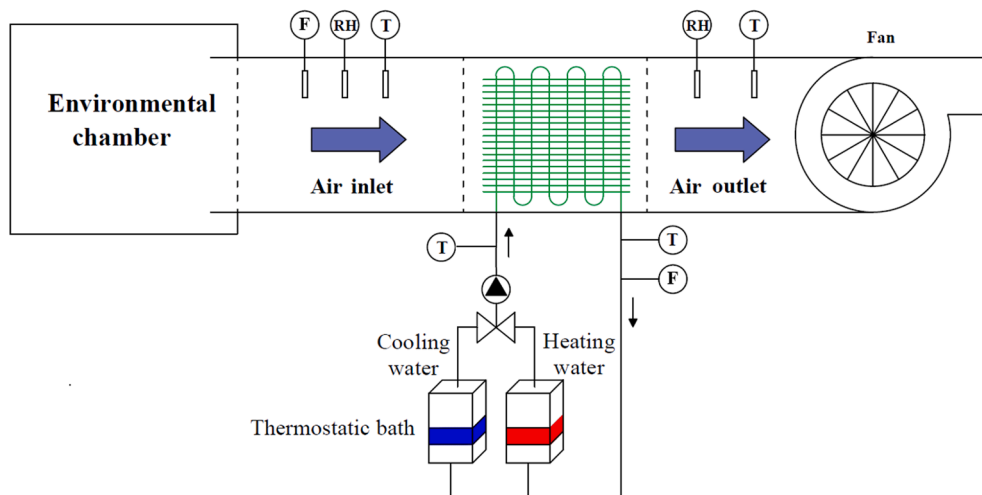 F
RH
T
RH
T
Fan
Environmental
chamber
Air inlet
Air outlet
T
T
F
Cooling
water
Heating
water
Thermostatic bath